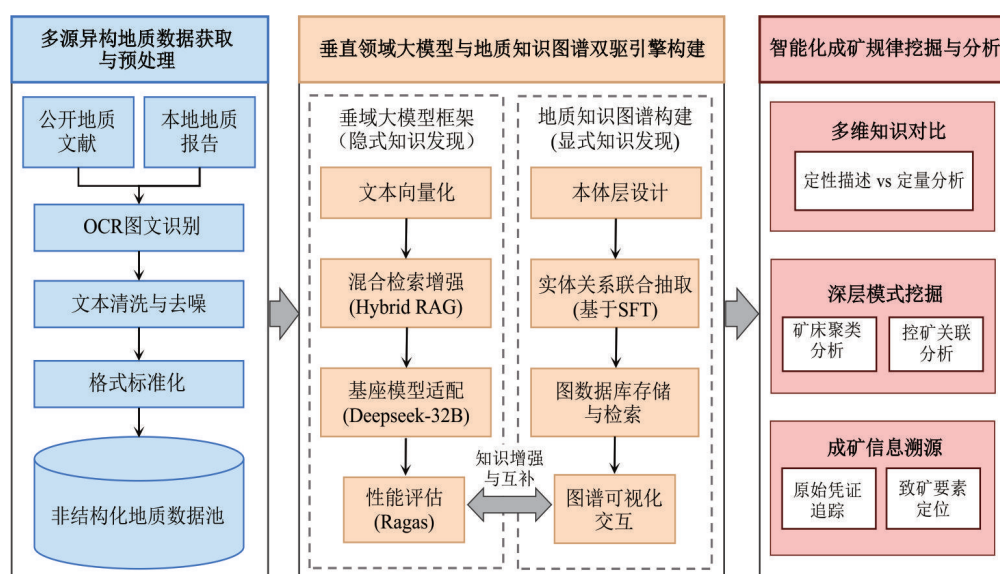 多源异构地质数据获取
与预处理
公开地质
文献
本地地质
报告
OCR图文识别
文本清洗与去噪
格式标准化
非结构化地质数据池
垂直领域大模型与地质知识图谱双驱引擎构建
垂域大模型框架
（隐式知识发现）
文本向量化
混合检索增强
(Hybrid RAG)
基座模型适配
(Deepseek-32B)
性能评估
(Ragas)
知识增强
与互补
地质知识图谱构建
(显式知识发现)
本体层设计
实体关系联合抽取
(基于SFT)
图数据库存储
与检索
图谱可视化
交互
智能化成矿规律挖掘与分析
多维知识对比
定性描述 vs 定量分析
深层模式挖掘
矿床聚类
分析
控矿关联
分析
成矿信息溯源
原始凭证
追踪
致矿要素
定位